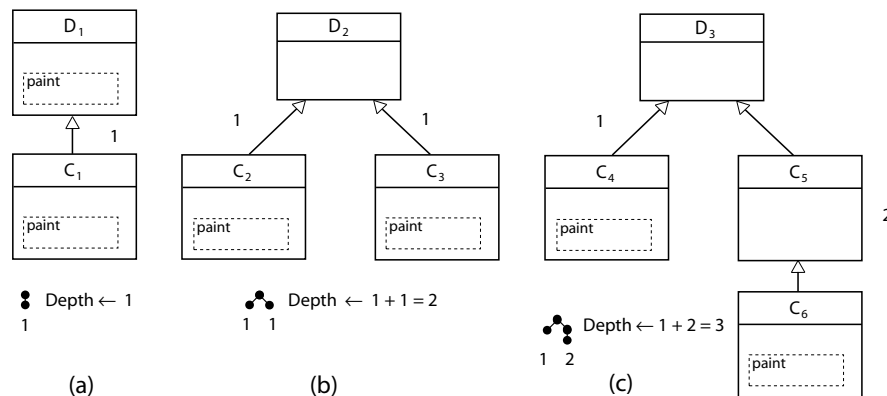 D₁
paint
1
C₁
paint
Depth ← 1
1
(a)
D₂
1
1
C₂
paint
C₃
paint
Depth ← 1 + 1 = 2
1 1
(b)
D₃
1
C₄
paint
C₅
2
C₆
paint
Depth ← 1 + 2 = 3
1 2
(c)